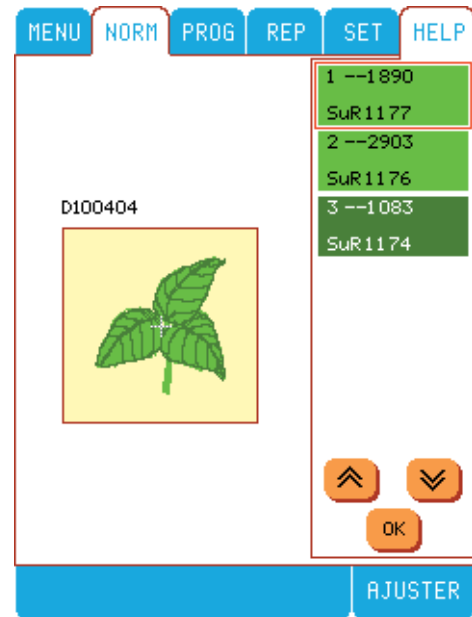 MENU NORM PROG REP SET HELP
1 --1890
SuR1177
2 --2903
SuR1176
3 --1083
SuR1174
D100404
OK
AJUSTER